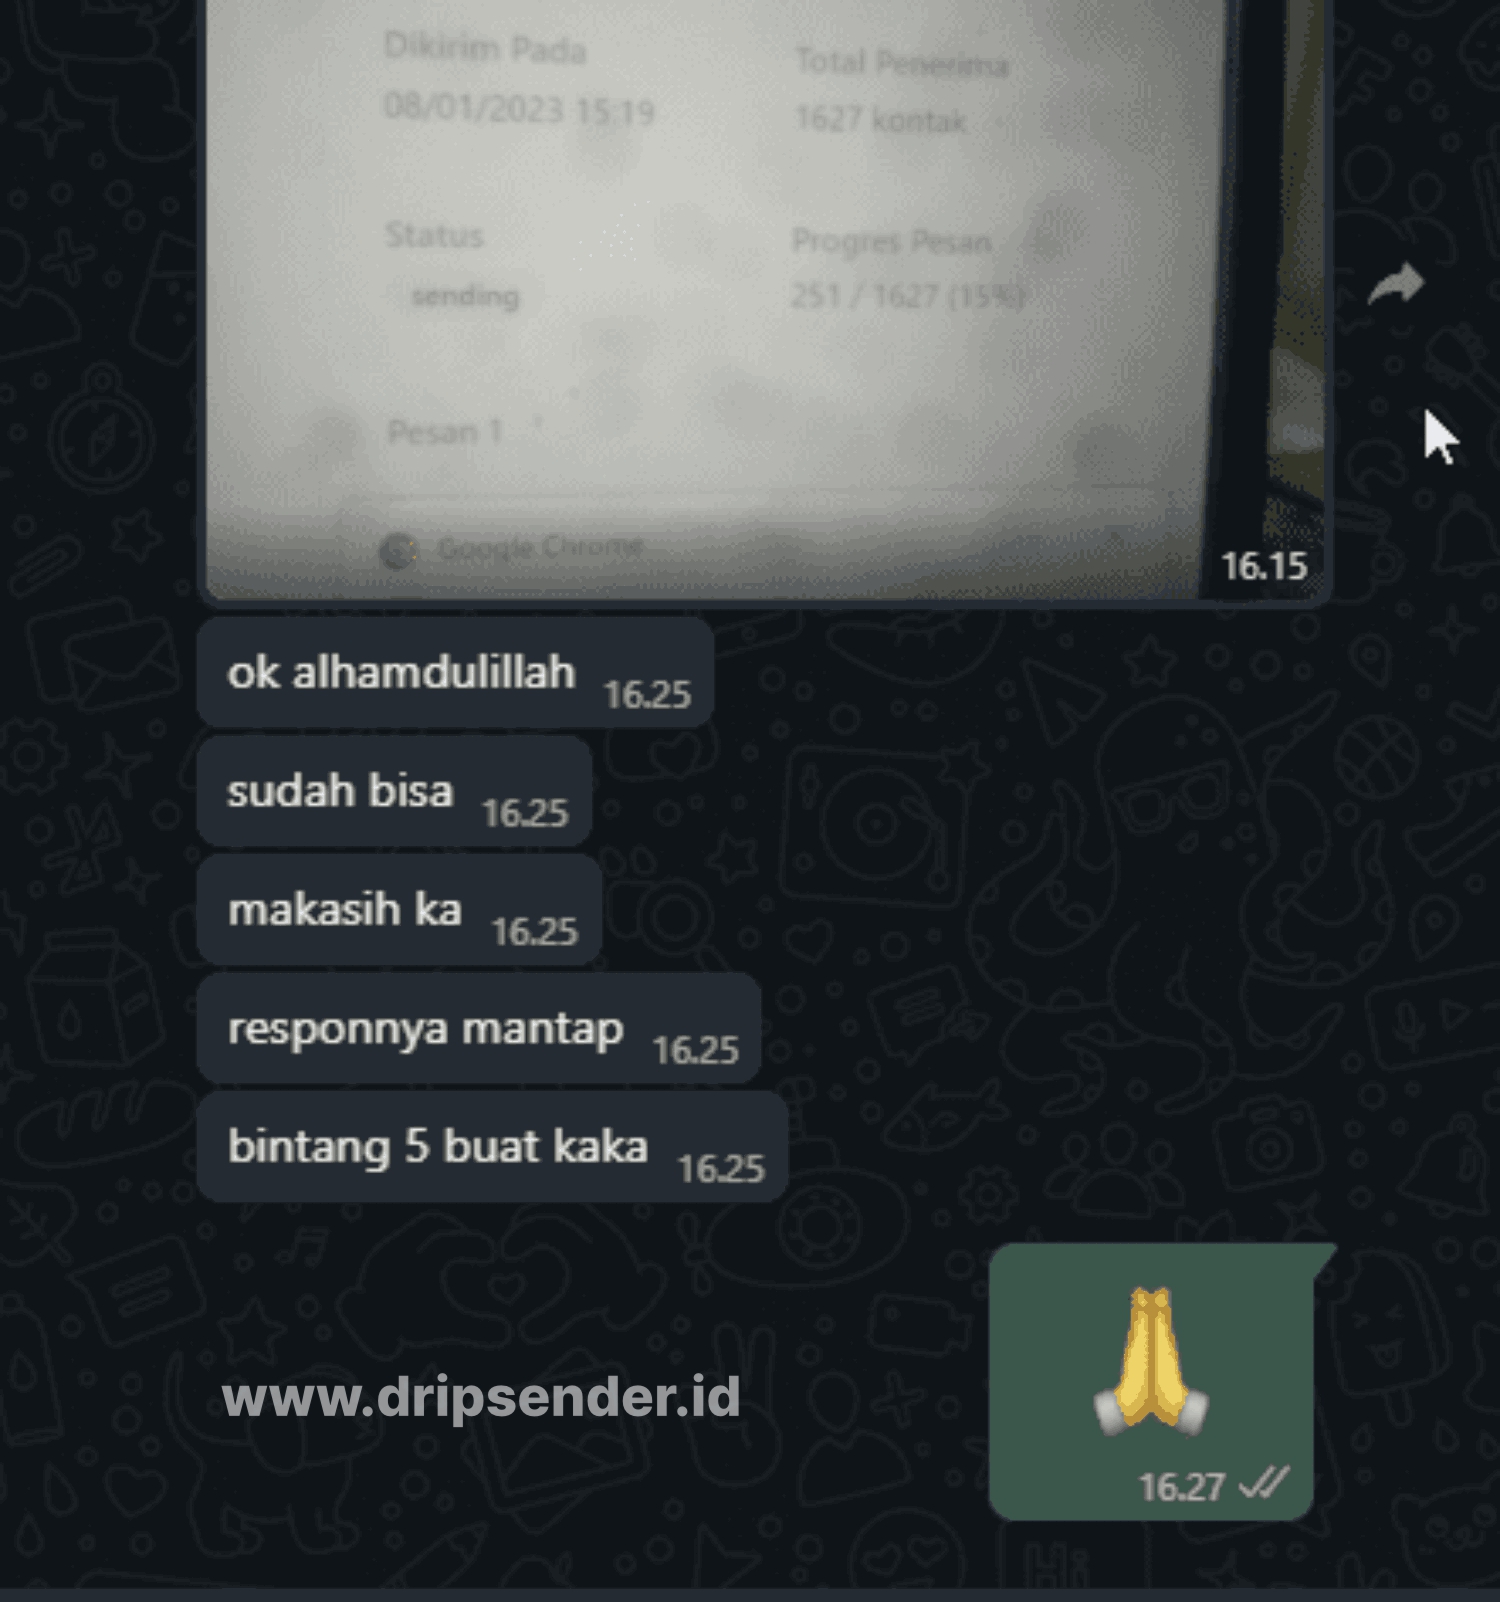 Dikirim Pada
Total Penerima
08/01/2023 15:19
1627 kontak
Status
Progres Pesan
sending
251 / 1627 (15%)
Pesan 1
Google Chrome
16.15
ok alhamdulillah 16.25
sudah bisa 16.25
makasih ka 16.25
responnya mantap 16.25
bintang 5 buat kaka 16.25
www.dripsender.id
16.27
Hi